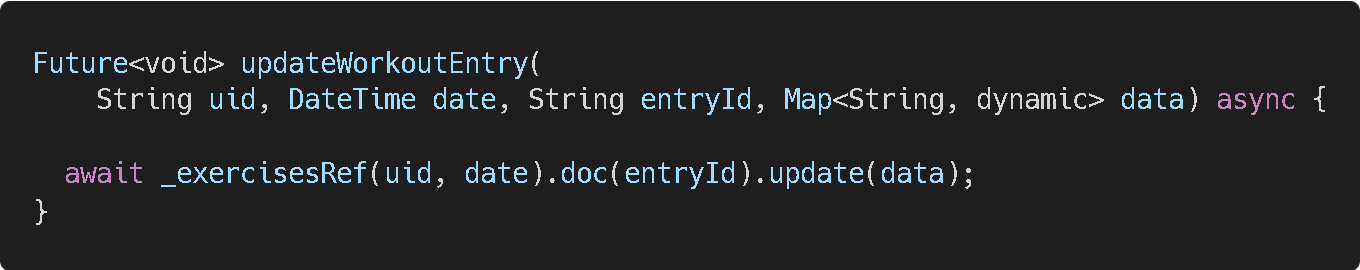 Future<void> updateWorkoutEntry(
    String uid, DateTime date, String entryId, Map<String, dynamic> data) async {
  await _exercisesRef(uid, date).doc(entryId).update(data);
}